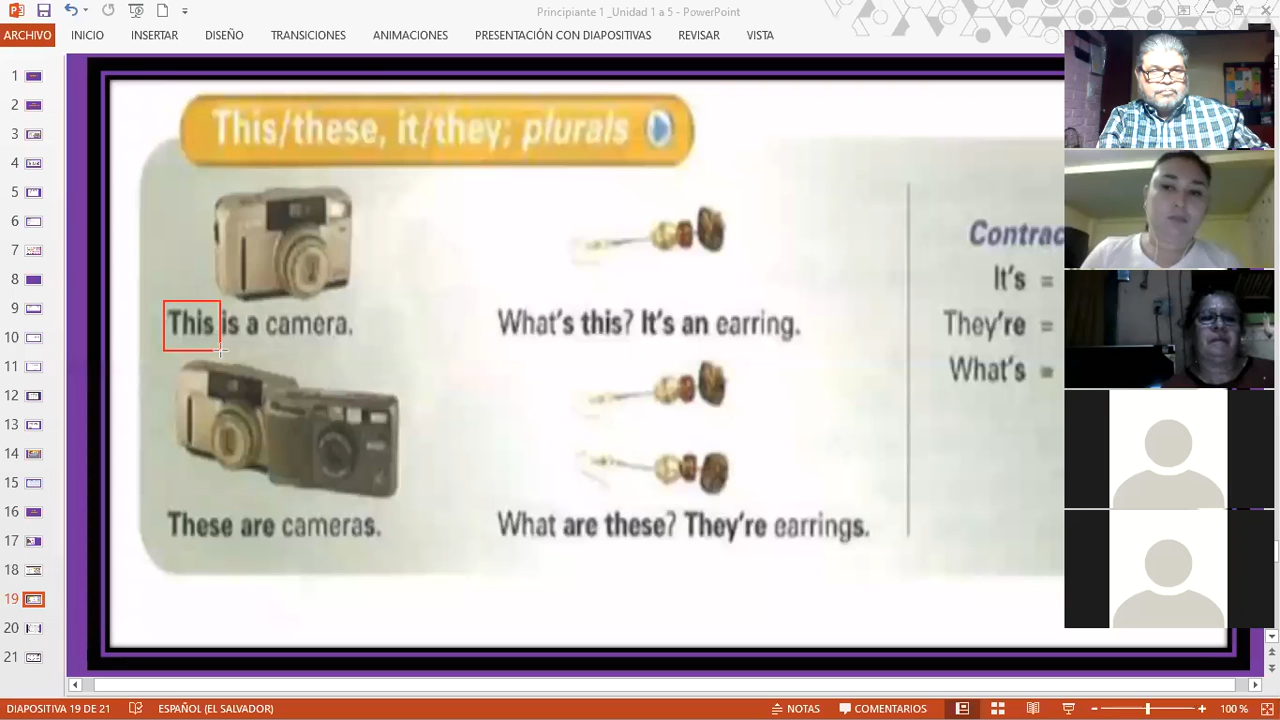 Principiante 1 _Unidad 1 a 5 - PowerPoint
ARCHIVO INICIO INSERTAR DISEÑO TRANSICIONES ANIMACIONES PRESENTACIÓN CON DIAPOSITIVAS REVISAR VISTA
1
2
3
4
5
6
7
8
9
10
11
12
13
14
15
16
17
18
19
20
21
This/these, it/they; plurals
This is a camera.
What's this? It's an earring.
These are cameras.
What are these? They're earrings.
Contrac
It's =
They're =
What's =
DIAPOSITIVA 19 DE 21 ESPAÑOL (EL SALVADOR) NOTAS COMENTARIOS 100 %